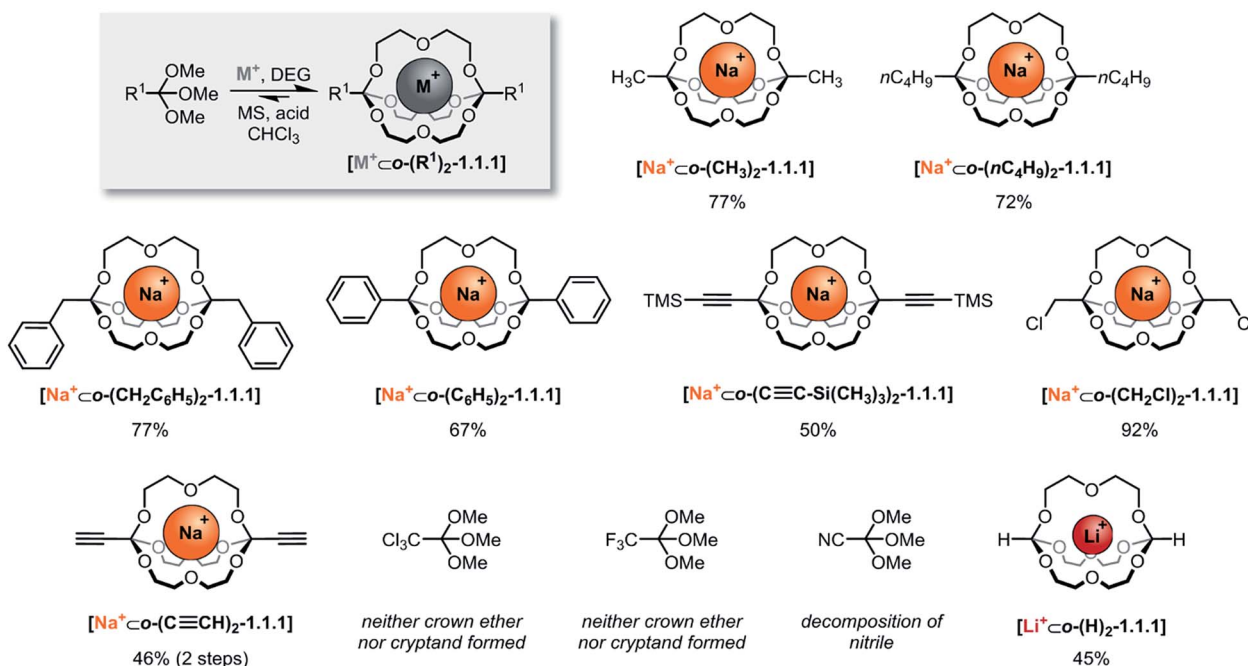 R¹ OMe OMe OMe
M⁺, DEG
MS, acid
CHCl₃
O O O O O O O O O M⁺ R¹ R¹
[M⁺⊂o-(R¹)₂-1.1.1]
H₃C O O O O O O O O O Na⁺ CH₃
[Na⁺⊂o-(CH₃)₂-1.1.1]
77%
nC₄H₉ O O O O O O O O O Na⁺ nC₄H₉
[Na⁺⊂o-(nC₄H₉)₂-1.1.1]
72%
O O O O O O O O O Na⁺
[Na⁺⊂o-(CH₂C₆H₅)₂-1.1.1]
77%
O O O O O O O O O Na⁺
[Na⁺⊂o-(C₆H₅)₂-1.1.1]
67%
TMS O O O O O O O O O Na⁺ TMS
[Na⁺⊂o-(C≡C-Si(CH₃)₃)₂-1.1.1]
50%
Cl O O O O O O O O O Na⁺
[Na⁺⊂o-(CH₂Cl)₂-1.1.1]
92%
O O O O O O O O O Na⁺
[Na⁺⊂o-(C≡CH)₂-1.1.1]
46% (2 steps)
Cl₃C OMe OMe OMe
neither crown ether
nor cryptand formed
F₃C OMe OMe OMe
neither crown ether
nor cryptand formed
NC OMe OMe OMe
decomposition of
nitrile
H O O O O O O O O O Li⁺ H
[Li⁺⊂o-(H)₂-1.1.1]
45%